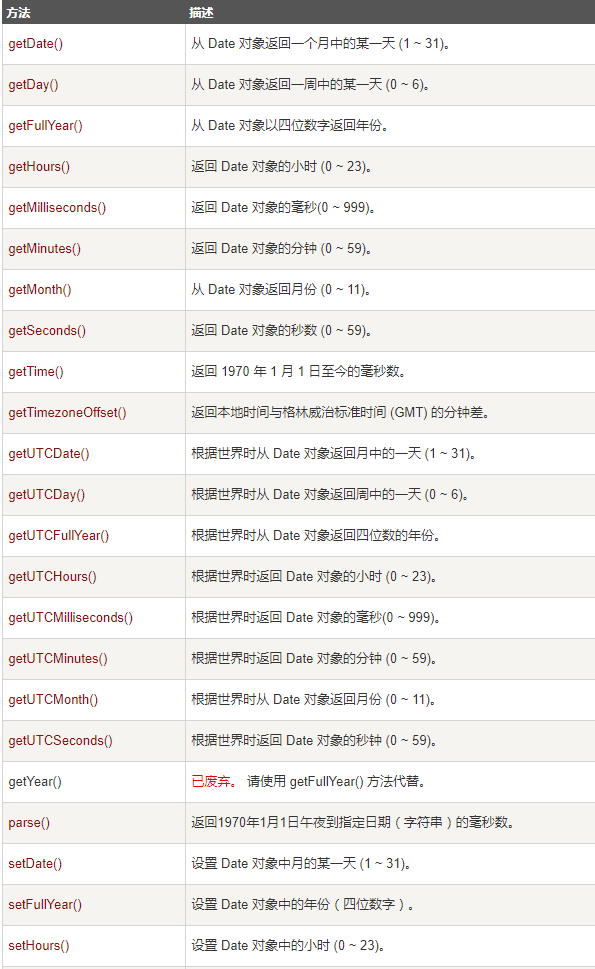 方法 描述
getDate() 从 Date 对象返回一个月中的某一天 (1 ~ 31)。
getDay() 从 Date 对象返回一周中的某一天 (0 ~ 6)。
getFullYear() 从 Date 对象以四位数字返回年份。
getHours() 返回 Date 对象的小时 (0 ~ 23)。
getMilliseconds() 返回 Date 对象的毫秒(0 ~ 999)。
getMinutes() 返回 Date 对象的分钟 (0 ~ 59)。
getMonth() 从 Date 对象返回月份 (0 ~ 11)。
getSeconds() 返回 Date 对象的秒数 (0 ~ 59)。
getTime() 返回 1970 年 1 月 1 日至今的毫秒数。
getTimezoneOffset() 返回本地时间与格林威治标准时间 (GMT) 的分钟差。
getUTCDate() 根据世界时从 Date 对象返回月中的一天 (1 ~ 31)。
getUTCDay() 根据世界时从 Date 对象返回周中的一天 (0 ~ 6)。
getUTCFullYear() 根据世界时从 Date 对象返回四位数的年份。
getUTCHours() 根据世界时返回 Date 对象的小时 (0 ~ 23)。
getUTCMilliseconds() 根据世界时返回 Date 对象的毫秒(0 ~ 999)。
getUTCMinutes() 根据世界时返回 Date 对象的分钟 (0 ~ 59)。
getUTCMonth() 根据世界时从 Date 对象返回月份 (0 ~ 11)。
getUTCSeconds() 根据世界时返回 Date 对象的秒钟 (0 ~ 59)。
getYear() 已废弃。 请使用 getFullYear() 方法代替。
parse() 返回1970年1月1日午夜到指定日期（字符串）的毫秒数。
setDate() 设置 Date 对象中月的某一天 (1 ~ 31)。
setFullYear() 设置 Date 对象中的年份（四位数字）。
setHours() 设置 Date 对象中的小时 (0 ~ 23)。